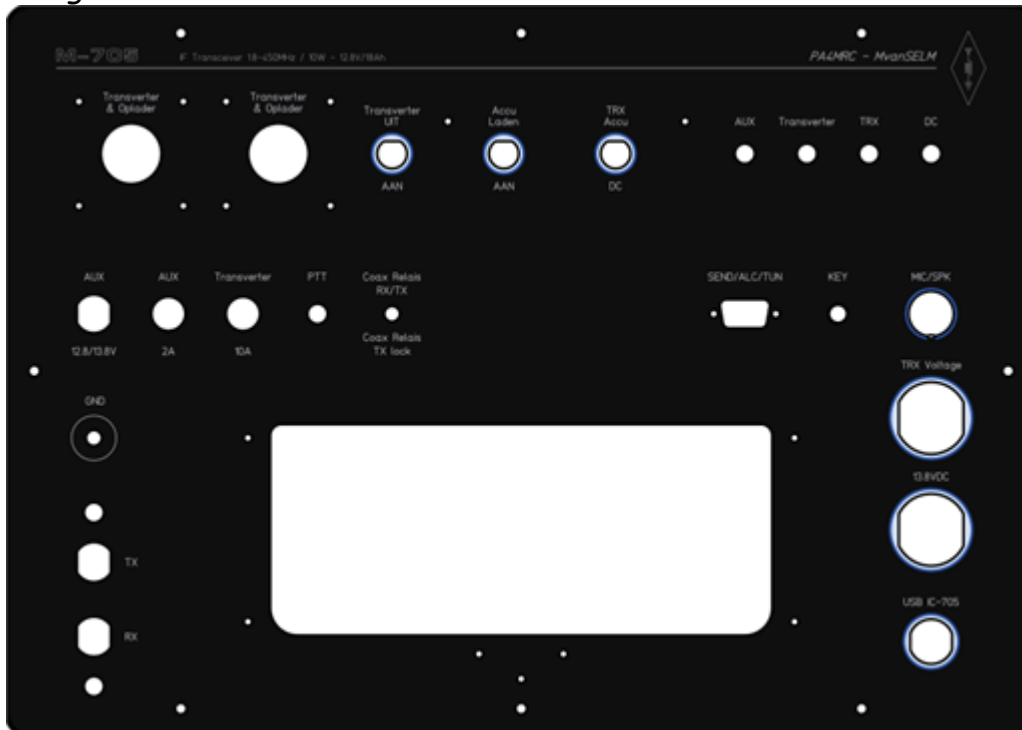 M-705 IF Transceiver 1.8-450MHz / 10W - 12.8V/18Ah PA4MRC - MvanSELM
Transverter
& Oplader
Transverter
& Oplader
Transverter
UIT
AAN
Accu
Laden
AAN
TRX
Accu
DC
AUX
Transverter
TRX
DC
AUX
12.8/13.8V
AUX
2A
Transverter
10A
PTT
Coax Relais
RX/TX
Coax Relais
TX lock
SEND/ALC/TUN
KEY
MIC/SPK
TRX Voltage
GND
13.8VDC
TX
USB IC-705
RX